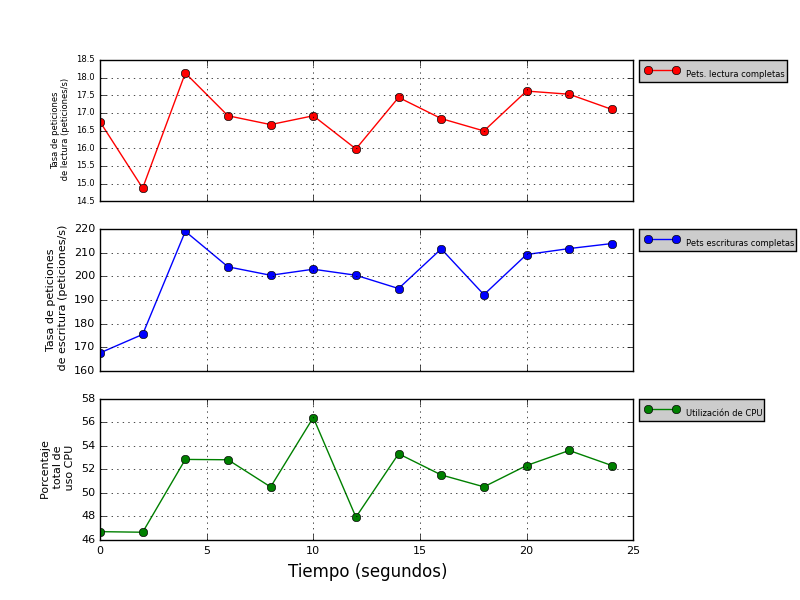 18.5
18.0
17.5
17.0
16.5
16.0
15.5
15.0
14.5
Tasa de peticiones
de lectura (peticiones/s)
Pets. lectura completas
220
210
200
190
180
170
160
Tasa de peticiones
de escritura (peticiones/s)
Pets escrituras completas
58
56
54
52
50
48
46
Porcentaje
total de
uso CPU
Utilización de CPU
0 5 10 15 20 25
Tiempo (segundos)